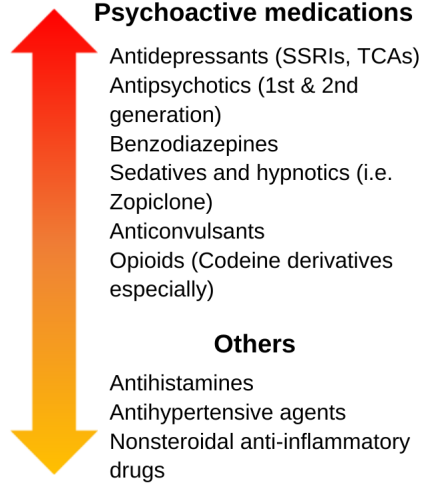 Psychoactive medications
Antidepressants (SSRIs, TCAs)
Antipsychotics (1st & 2nd
generation)
Benzodiazepines
Sedatives and hypnotics (i.e.
Zopiclone)
Anticonvulsants
Opioids (Codeine derivatives
especially)
Others
Antihistamines
Antihypertensive agents
Nonsteroidal anti-inflammatory
drugs